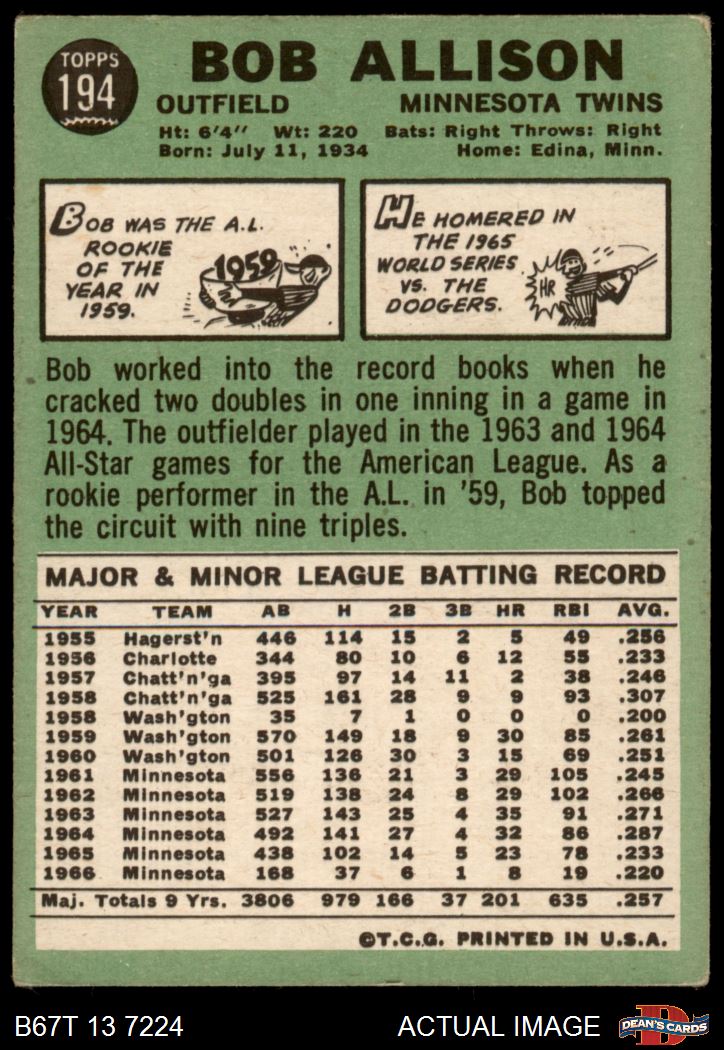 TOPPS
194
BOB ALLISON
OUTFIELD MINNESOTA TWINS
Ht: 6'4" Wt: 220 Bats: Right Throws: Right
Born: July 11, 1934 Home: Edina, Minn.
BOB WAS THE A.L.
ROOKIE
OF THE
YEAR IN
1959.
1959
HE HOMERED IN
THE 1965
WORLD SERIES
VS. THE
DODGERS.
HR
Bob worked into the record books when he
cracked two doubles in one inning in a game in
1964. The outfielder played in the 1963 and 1964
All-Star games for the American League. As a
rookie performer in the A.L. in '59, Bob topped
the circuit with nine triples.
MAJOR & MINOR LEAGUE BATTING RECORD
YEAR TEAM AB H 2B 3B HR RBI AVG.
1955 Hagerst'n 446 114 15 2 5 49 .256
1956 Charlotte 344 80 10 6 12 55 .233
1957 Chatt'n'ga 395 97 14 11 2 38 .246
1958 Chatt'n'ga 525 161 28 9 9 93 .307
1958 Wash'gton 35 7 1 0 0 0 .200
1959 Wash'gton 570 149 18 9 30 85 .261
1960 Wash'gton 501 126 30 3 15 69 .251
1961 Minnesota 556 136 21 3 29 105 .245
1962 Minnesota 519 138 24 8 29 102 .266
1963 Minnesota 527 143 25 4 35 91 .271
1964 Minnesota 492 141 27 4 32 86 .287
1965 Minnesota 438 102 14 5 23 78 .233
1966 Minnesota 168 37 6 1 8 19 .220
Maj. Totals 9 Yrs. 3806 979 166 37 201 635 .257
©T.C.G. PRINTED IN U.S.A.
B67T 13 7224 ACTUAL IMAGE
D
DEAN'S CARDS